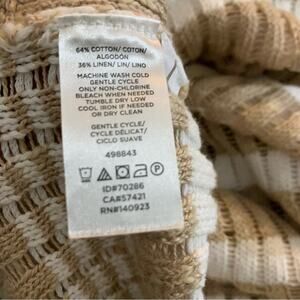 64% COTTON/ COTON/
ALGODÓN
36% LINEN/ LIN/ LINO
MACHINE WASH COLD
GENTLE CYCLE
ONLY NON-CHLORINE
BLEACH WHEN NEEDED
TUMBLE DRY LOW
COOL IRON IF NEEDED
OR DRY CLEAN
GENTLE CYCLE/
CYCLE DÉLICAT/
CICLO SUAVE
498843
ID#70286
CA#57421
RN#140923